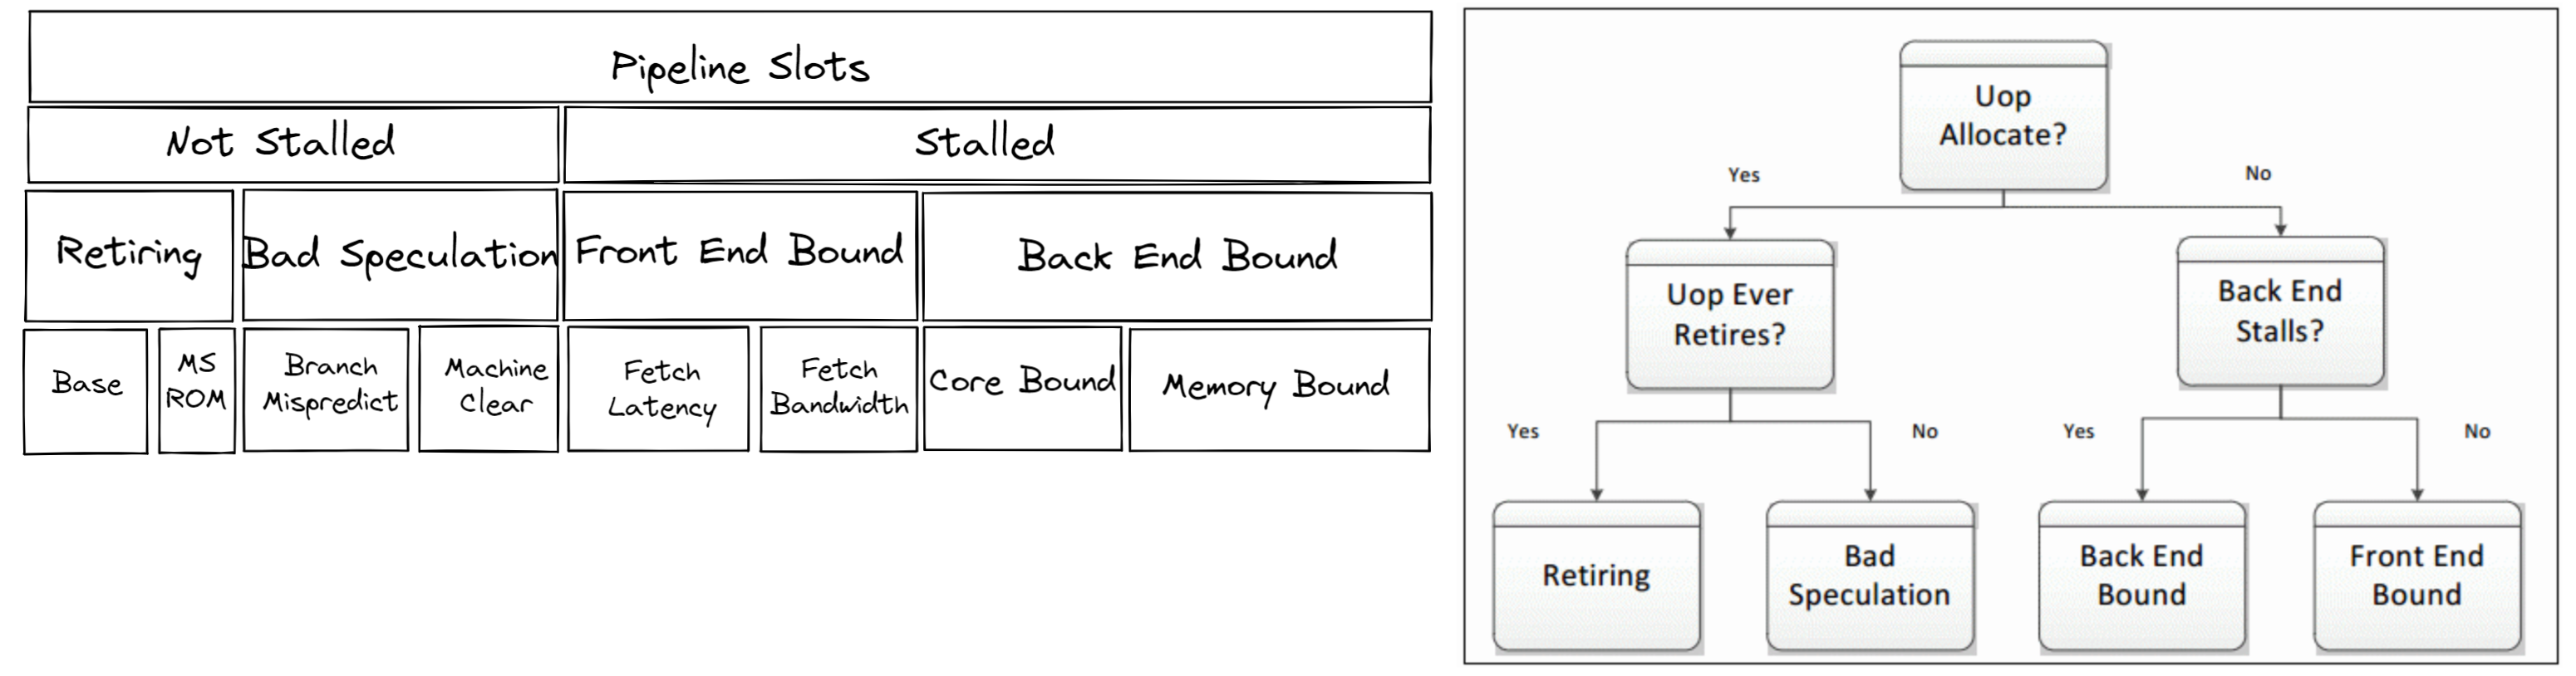 Pipeline Slots
Not Stalled
Stalled
Retiring
Bad Speculation
Front End Bound
Back End Bound
Base
MS
ROM
Branch
Mispredict
Machine
Clear
Fetch
Latency
Fetch
Bandwidth
Core Bound
Memory Bound
Uop
Allocate?
Yes
No
Uop Ever
Retires?
Back End
Stalls?
Yes
No
Yes
No
Retiring
Bad
Speculation
Back End
Bound
Front End
Bound